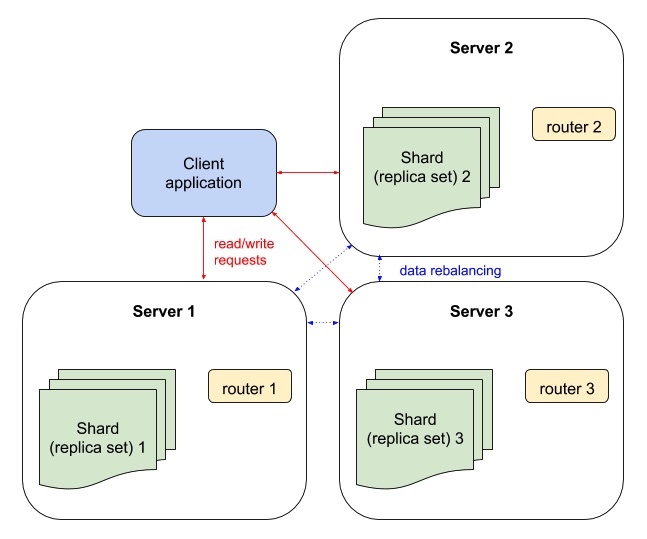 Server 2
router 2
Shard
(replica set) 2
Client
application
read/write
requests
data rebalancing
Server 1
router 1
Shard
(replica set) 1
Server 3
router 3
Shard
(replica set) 3